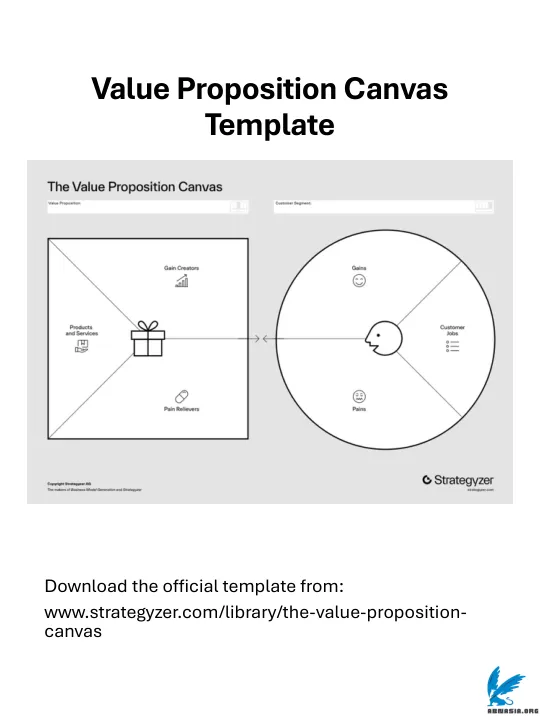 Value Proposition Canvas
Template
The Value Proposition Canvas
Value Proposition:
Customer Segment:
Gain Creators
Gains
Products
and Services
Customer
Jobs
Pain Relievers
Pains
Copyright Strategyzer AG
The makers of Business Model Generation and Strategyzer
Strategyzer
strategyzer.com
Download the official template from:
www.strategyzer.com/library/the-value-proposition-
canvas
ABMASIA.ORG